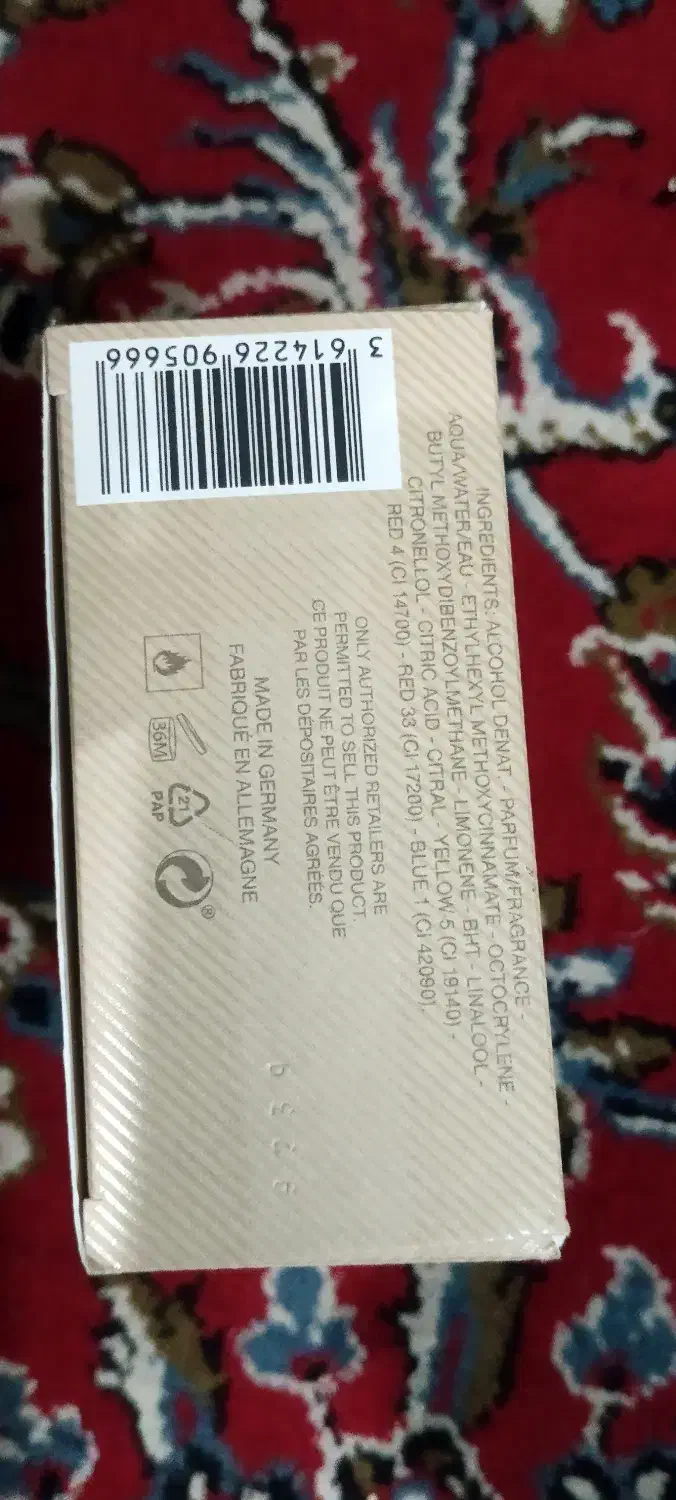 INGREDIENTS: ALCOHOL DENAT. - PARFUM/FRAGRANCE -
AQUA/WATER/EAU - ETHYLHEXYL METHOXYCINNAMATE - OCTOCRYLENE -
BUTYL METHOXYDIBENZOYLMETHANE - LIMONENE - BHT - LINALOOL -
CITRONELLOL - CITRIC ACID - CITRAL - YELLOW 5 (CI 19140) -
RED 4 (CI 14700) - RED 33 (CI 17200) - BLUE 1 (CI 42090).
ONLY AUTHORIZED RETAILERS ARE
PERMITTED TO SELL THIS PRODUCT.
CE PRODUIT NE PEUT ÊTRE VENDU QUE
PAR LES DÉPOSITAIRES AGRÉÉS.
MADE IN GERMANY
FABRIQUÉ EN ALLEMAGNE
36M
21
PAP
®
3 614226 905666